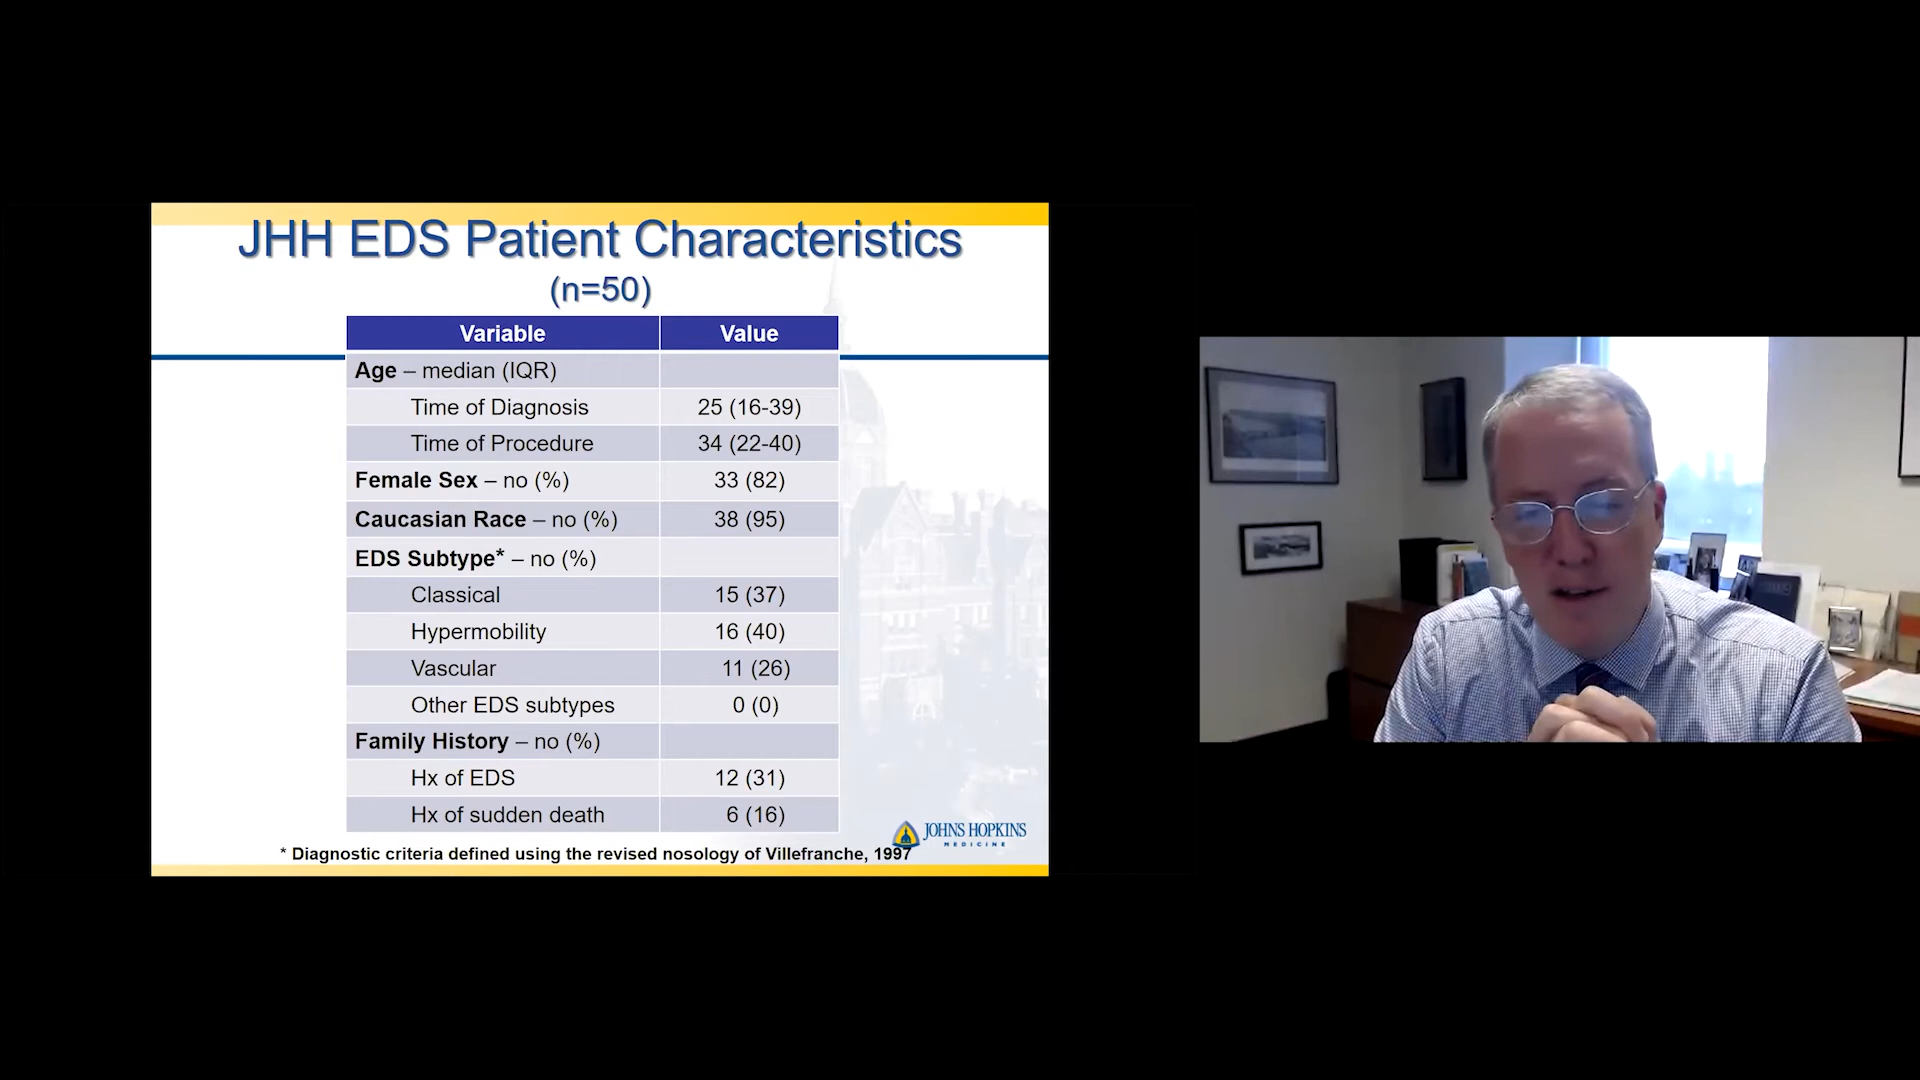 JHH EDS Patient Characteristics
(n=50)
Variable Value
Age – median (IQR)
Time of Diagnosis 25 (16-39)
Time of Procedure 34 (22-40)
Female Sex – no (%) 33 (82)
Caucasian Race – no (%) 38 (95)
EDS Subtype* – no (%)
Classical 15 (37)
Hypermobility 16 (40)
Vascular 11 (26)
Other EDS subtypes 0 (0)
Family History – no (%)
Hx of EDS 12 (31)
Hx of sudden death 6 (16)
JOHNS HOPKINS
MEDICINE
* Diagnostic criteria defined using the revised nosology of Villefranche, 1997